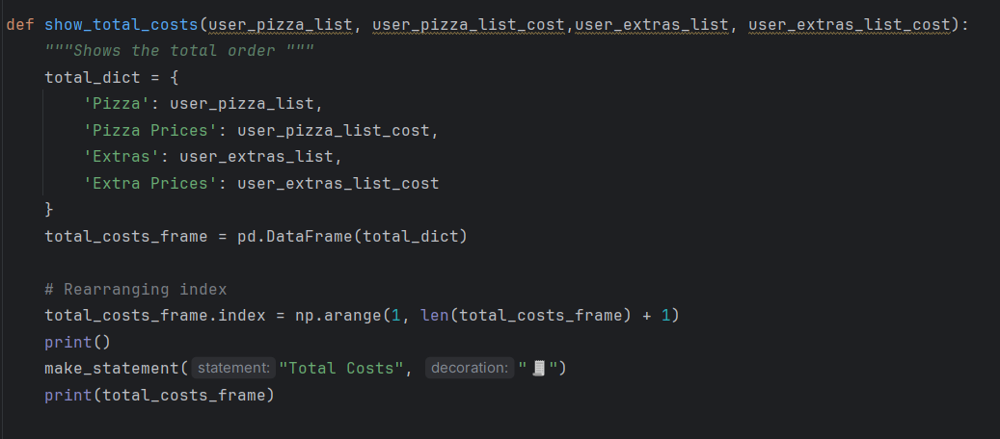 def show_total_costs(user_pizza_list, user_pizza_list_cost,user_extras_list, user_extras_list_cost):
    """Shows the total order """
    total_dict = {
        'Pizza': user_pizza_list,
        'Pizza Prices': user_pizza_list_cost,
        'Extras': user_extras_list,
        'Extra Prices': user_extras_list_cost
    }
    total_costs_frame = pd.DataFrame(total_dict)

    # Rearranging index
    total_costs_frame.index = np.arange(1, len(total_costs_frame) + 1)
    print()
    make_statement( statement: "Total Costs", decoration: "🧾")
    print(total_costs_frame)